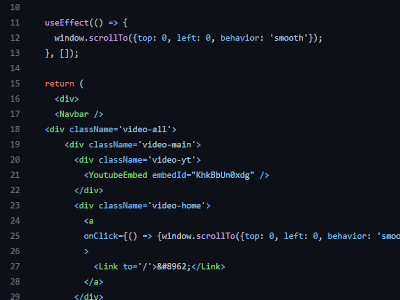 10
11 useEffect(() => {
12 window.scrollTo({top: 0, left: 0, behavior: 'smooth'});
13 }, []);
14
15 return (
16 <div>
17 <Navbar />
18 <div className='video-all'>
19 <div className='video-main'>
20 <div className='video-yt'>
21 <YoutubeEmbed embedId="KhkBbUn0xdg" />
22 </div>
23 <div className='video-home'>
24 <a
25 onClick={() => {window.scrollTo({top: 0, left: 0, behavior: 'smoo
26 >
27 <Link to='/'>&#8962;</Link>
28 </a>
29 </div>